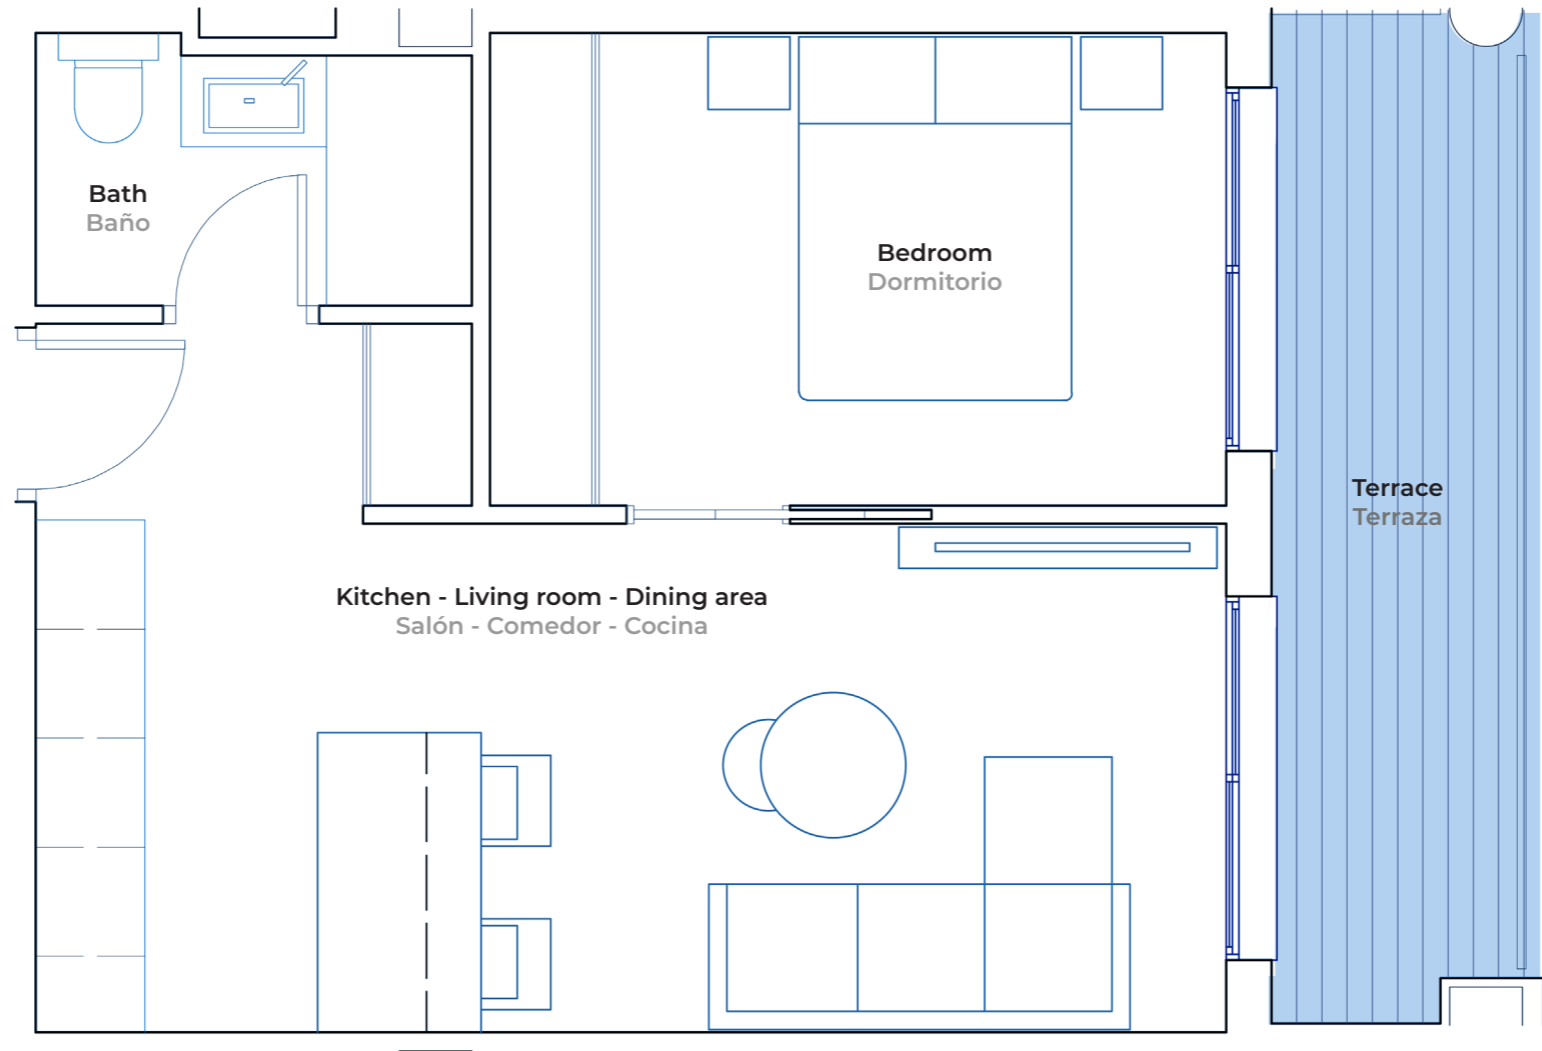 Bath
Baño
Bedroom
Dormitorio
Terrace
Terraza
Kitchen - Living room - Dining area
Salón - Comedor - Cocina